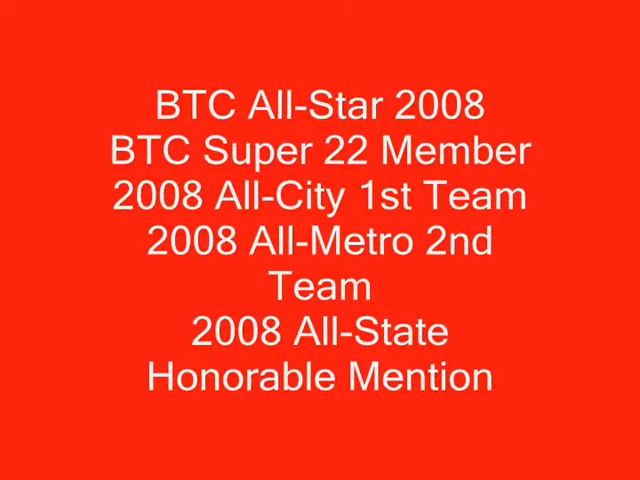 BTC All-Star 2008
BTC Super 22 Member
2008 All-City 1st Team
2008 All-Metro 2nd
Team
2008 All-State
Honorable Mention